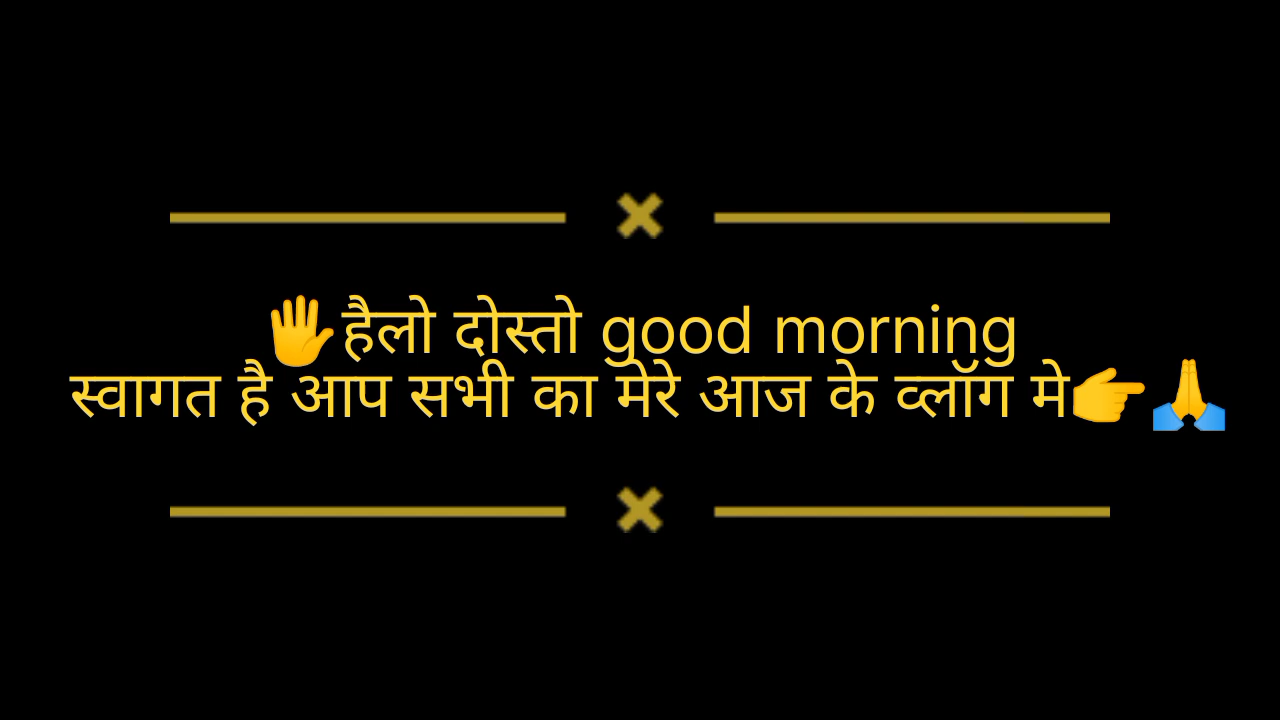 🖐हैलो दोस्तो good morning
स्वागत है आप सभी का मेरे आज के व्लॉग मे👉🙏